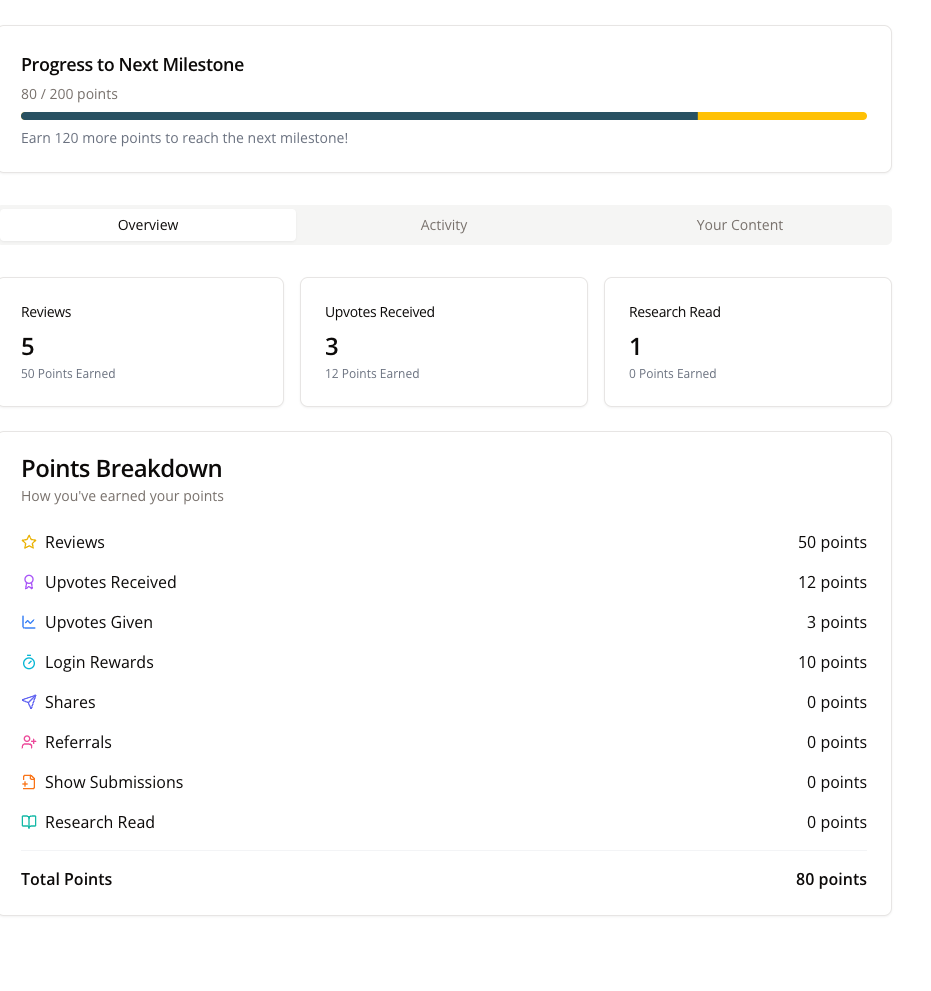 Progress to Next Milestone
80 / 200 points
Earn 120 more points to reach the next milestone!
Overview Activity Your Content
Reviews
5
50 Points Earned
Upvotes Received
3
12 Points Earned
Research Read
1
0 Points Earned
Points Breakdown
How you've earned your points
Reviews 50 points
Upvotes Received 12 points
Upvotes Given 3 points
Login Rewards 10 points
Shares 0 points
Referrals 0 points
Show Submissions 0 points
Research Read 0 points
Total Points 80 points